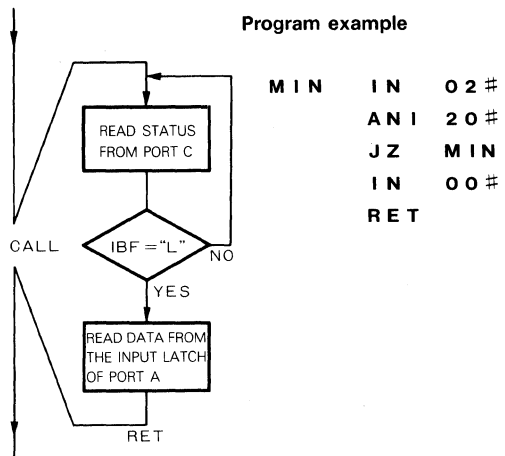 Program example
MIN IN 02#
ANI 20#
JZ MIN
IN 00#
RET
READ STATUS
FROM PORT C
CALL
IBF="L"
NO
YES
READ DATA FROM
THE INPUT LATCH
OF PORT A
RET